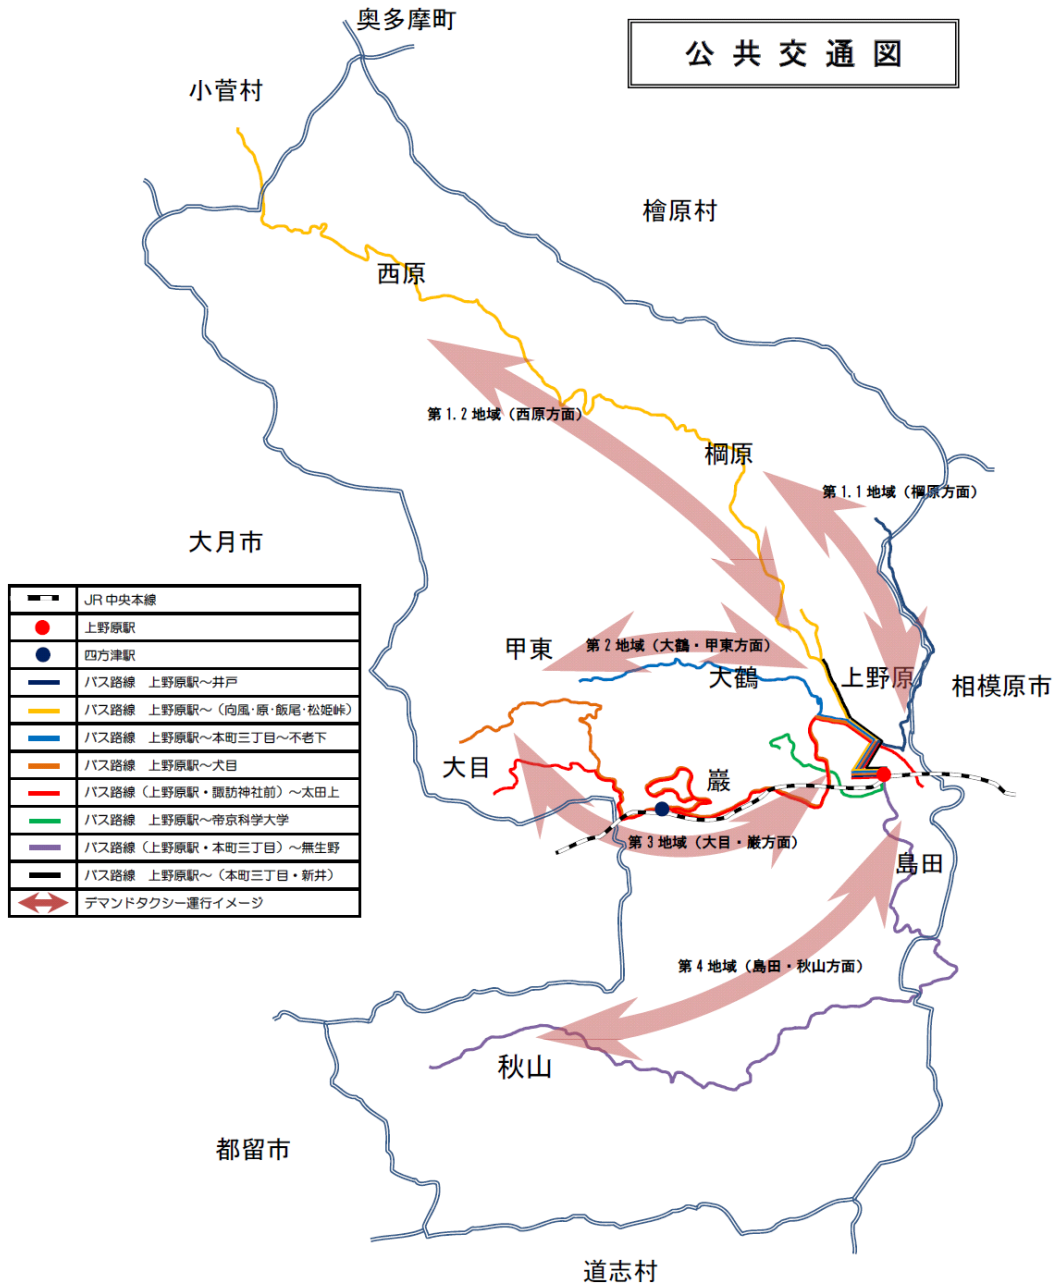 奥多摩町
公共交通図
小菅村
檜原村
西原
第1.2地域（西原方面）
棡原
第1.1地域（棡原方面）
大月市
JR中央本線
上野原駅
四方津駅
バス路線　上野原駅～井戸
バス路線　上野原駅～（向風・原・飯尾・松姫峠）
バス路線　上野原駅～本町三丁目～不老下
バス路線　上野原駅～犬目
バス路線（上野原駅・諏訪神社前）～太田上
バス路線　上野原駅～帝京科学大学
バス路線（上野原駅・本町三丁目）～無生野
バス路線　上野原駅～（本町三丁目・新井）
デマンドタクシー運行イメージ
甲東
第2地域（大鶴・甲東方面）
大鶴
上野原
相模原市
大目
巖
第3地域（大目・巌方面）
島田
第4地域（島田・秋山方面）
秋山
都留市
道志村